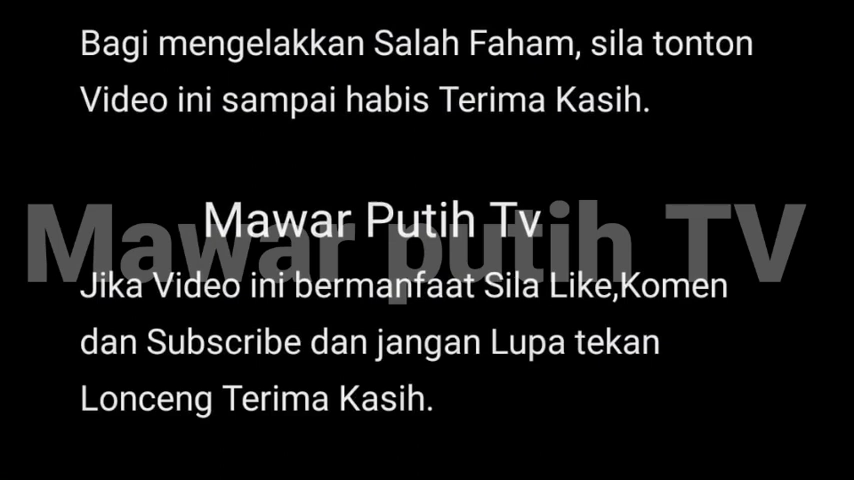 Bagi mengelakkan Salah Faham, sila tonton
Video ini sampai habis Terima Kasih.
Mawar Putih Tv
Mawar putih TV
Jika Video ini bermanfaat Sila Like,Komen
dan Subscribe dan jangan Lupa tekan
Lonceng Terima Kasih.